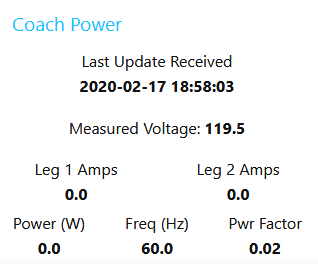 Coach Power
Last Update Received
2020-02-17 18:58:03
Measured Voltage: 119.5
Leg 1 Amps Leg 2 Amps
0.0 0.0
Power (W) Freq (Hz) Pwr Factor
0.0 60.0 0.02